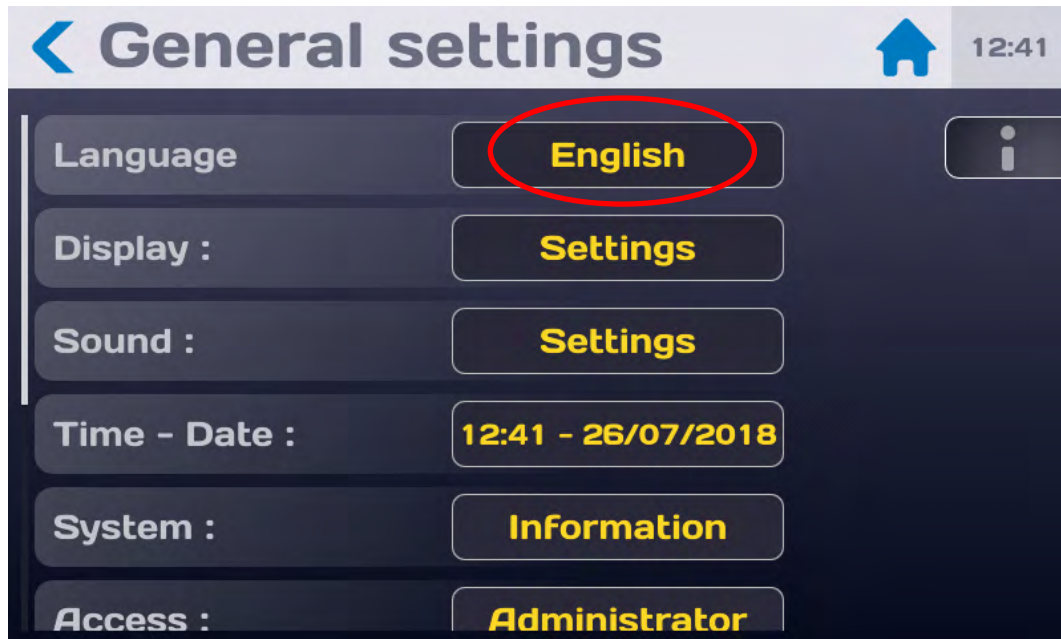 General settings
12:41
Language English
Display : Settings
Sound : Settings
Time - Date : 12:41 - 26/07/2018
System : Information
Access : Administrator